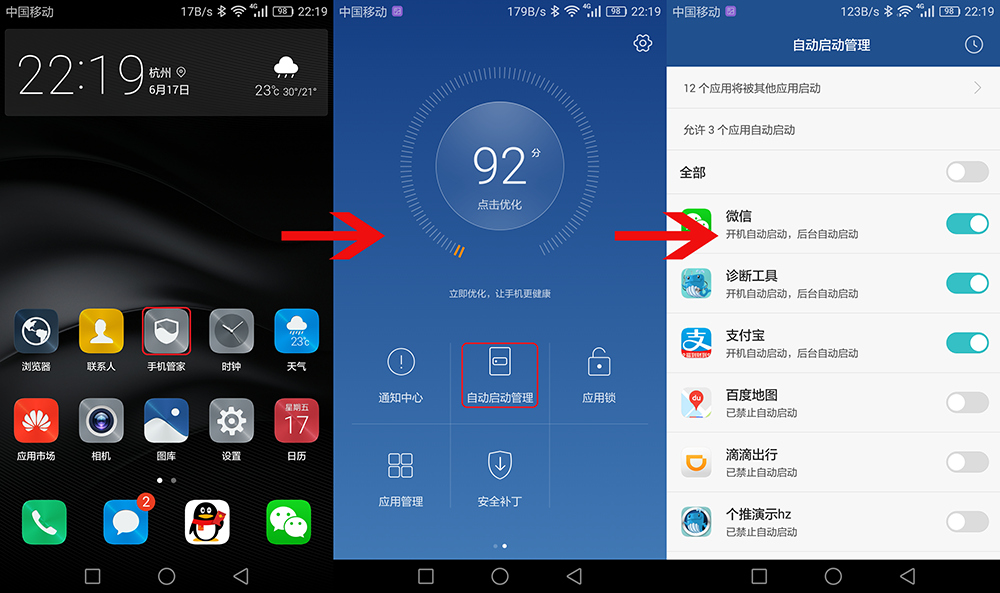 中国移动
17B/s
4G
98
22:19
22:19
杭州
6月17日
23℃ 30°/21°
23℃
浏览器
联系人
手机管家
时钟
天气
星期五
17
应用市场
相机
图库
设置
日历
2
中国移动
179B/s
4G
98
22:19
92分
点击优化
立即优化，让手机更健康
通知中心
自动启动管理
应用锁
应用管理
安全补丁
中国移动
123B/s
4G
98
22:19
自动启动管理
12 个应用将被其他应用启动
允许 3 个应用自动启动
全部
微信
开机自动启动，后台自动启动
诊断工具
开机自动启动，后台自动启动
支
支付宝
开机自动启动，后台自动启动
du
百度地图
已禁止自动启动
滴滴出行
已禁止自动启动
个推演示hz
已禁止自动启动